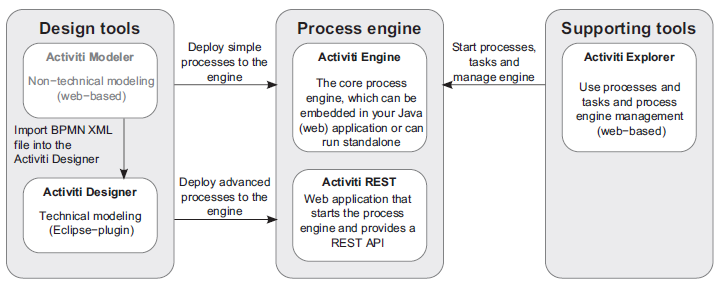 Design tools
Activiti Modeler
Non-technical modeling
(web-based)
Import BPMN XML
file into the
Activiti Designer
Activiti Designer
Technical modeling
(Eclipse-plugin)
Deploy simple
processes to the
engine
Deploy advanced
processes to the
engine
Process engine
Activiti Engine
The core process
engine, which can be
embedded in your Java
(web) application or can
run standalone
Activiti REST
Web application that
starts the process
engine and provides a
REST API
Start processes,
tasks and
manage engine
Supporting tools
Activiti Explorer
Use processes and
tasks and process
engine management
(web-based)